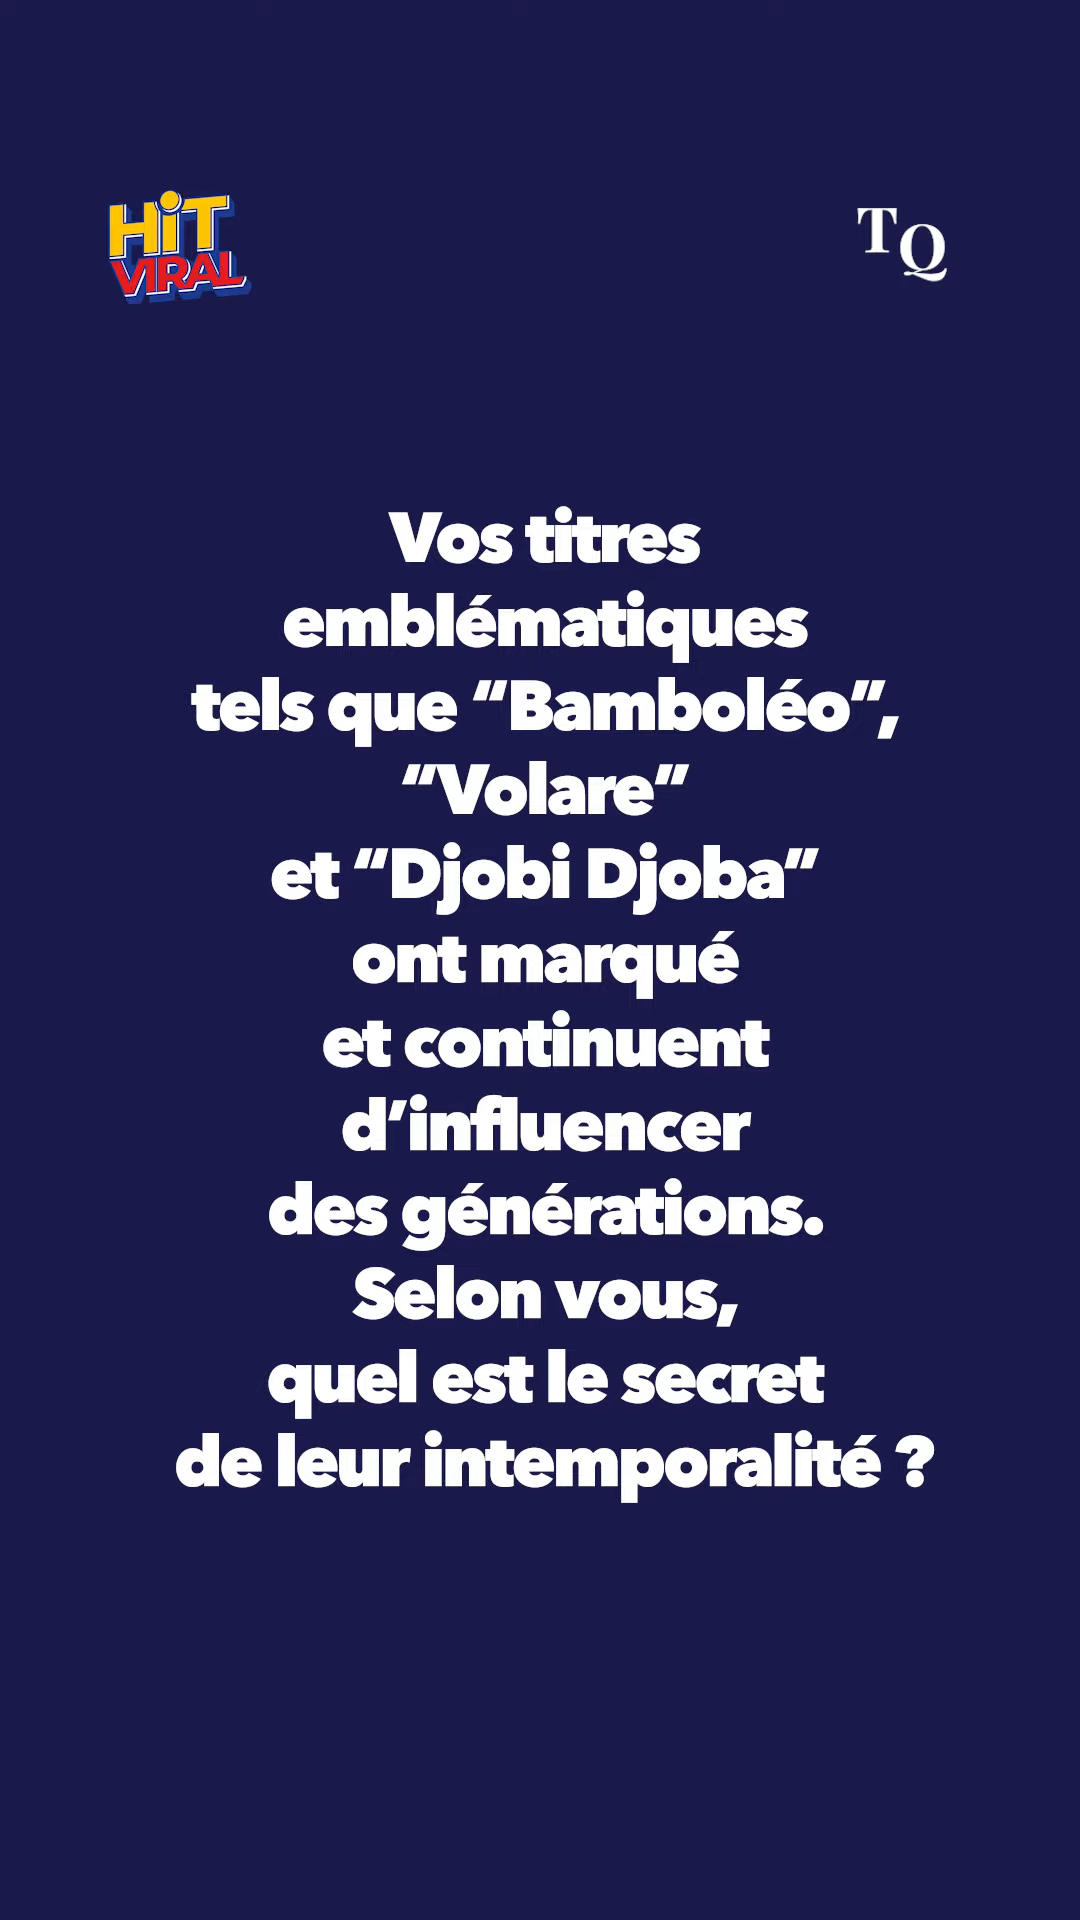 HiT
VIRAL
TQ
Vos titres
emblématiques
tels que “Bamboléo”,
“Volare”
et “Djobi Djoba”
ont marqué
et continuent
d’influencer
des générations.
Selon vous,
quel est le secret
de leur intemporalité ?